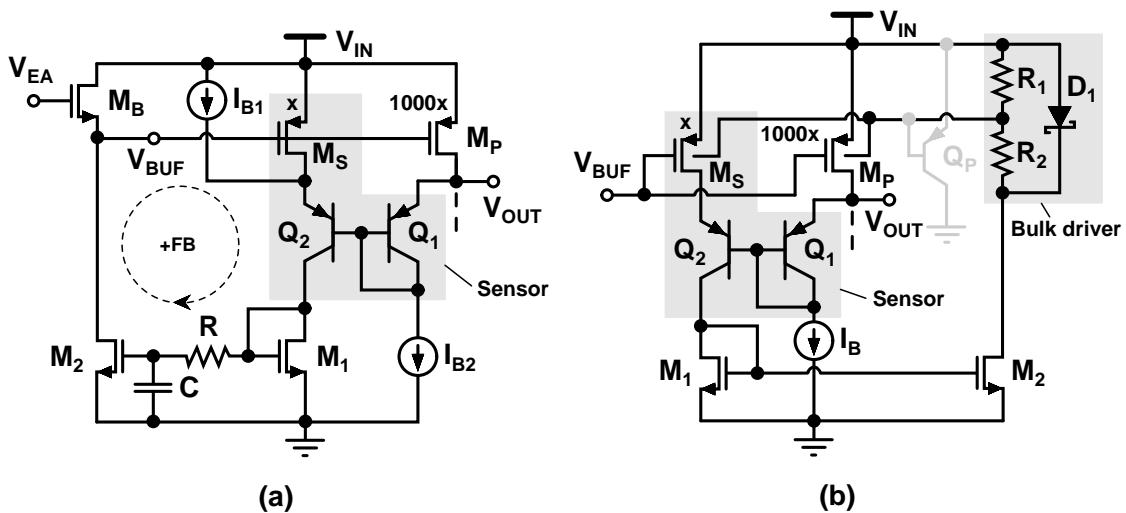 V_IN
V_EA
M_B
I_B1
x
1000x
M_S
M_P
V_BUF
V_OUT
+FB
Q_2
Q_1
Sensor
R
M_2
C
M_1
I_B2
(a)
V_IN
R_1
D_1
x
1000x
Q_P
R_2
V_BUF
M_S
M_P
V_OUT
Bulk driver
Q_2
Q_1
Sensor
I_B
M_1
M_2
(b)